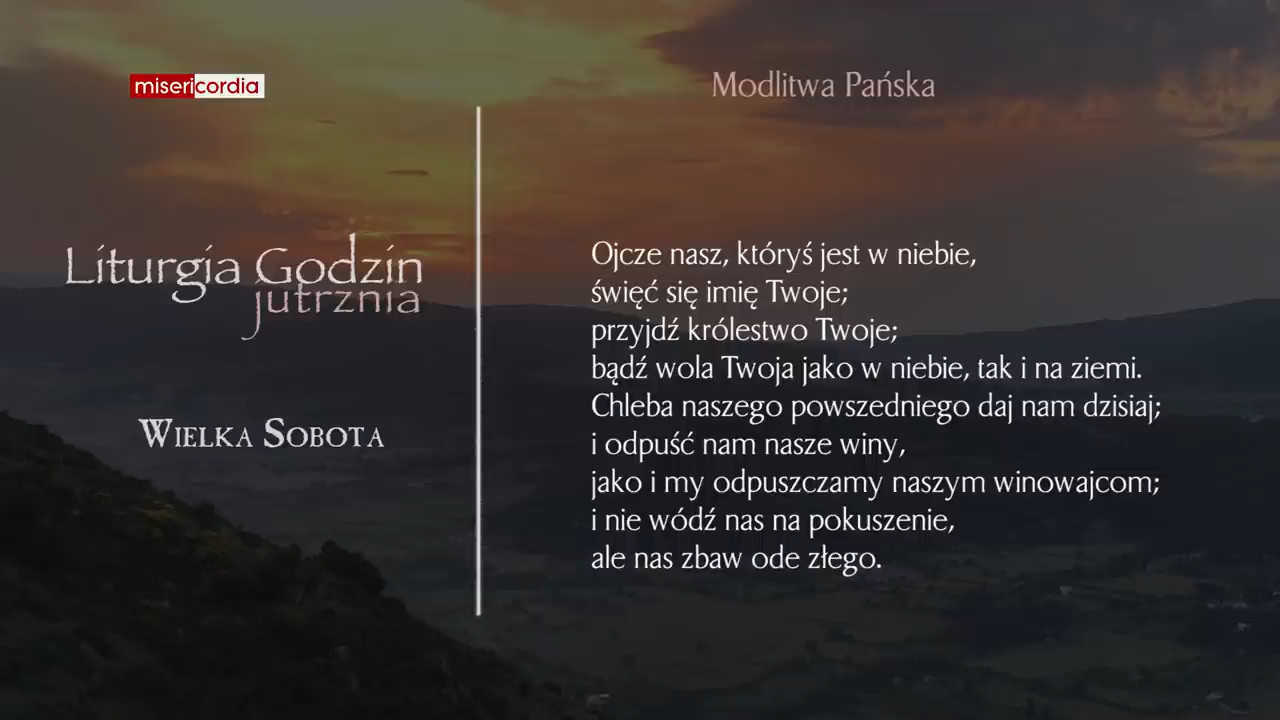 misericordia
Liturgia Godzin
jutrznia
Wielka Sobota
Modlitwa Pańska
Ojcze nasz, któryś jest w niebie,
święć się imię Twoje;
przyjdź królestwo Twoje;
bądź wola Twoja jako w niebie, tak i na ziemi.
Chleba naszego powszedniego daj nam dzisiaj;
i odpuść nam nasze winy,
jako i my odpuszczamy naszym winowajcom;
i nie wódź nas na pokuszenie,
ale nas zbaw ode złego.